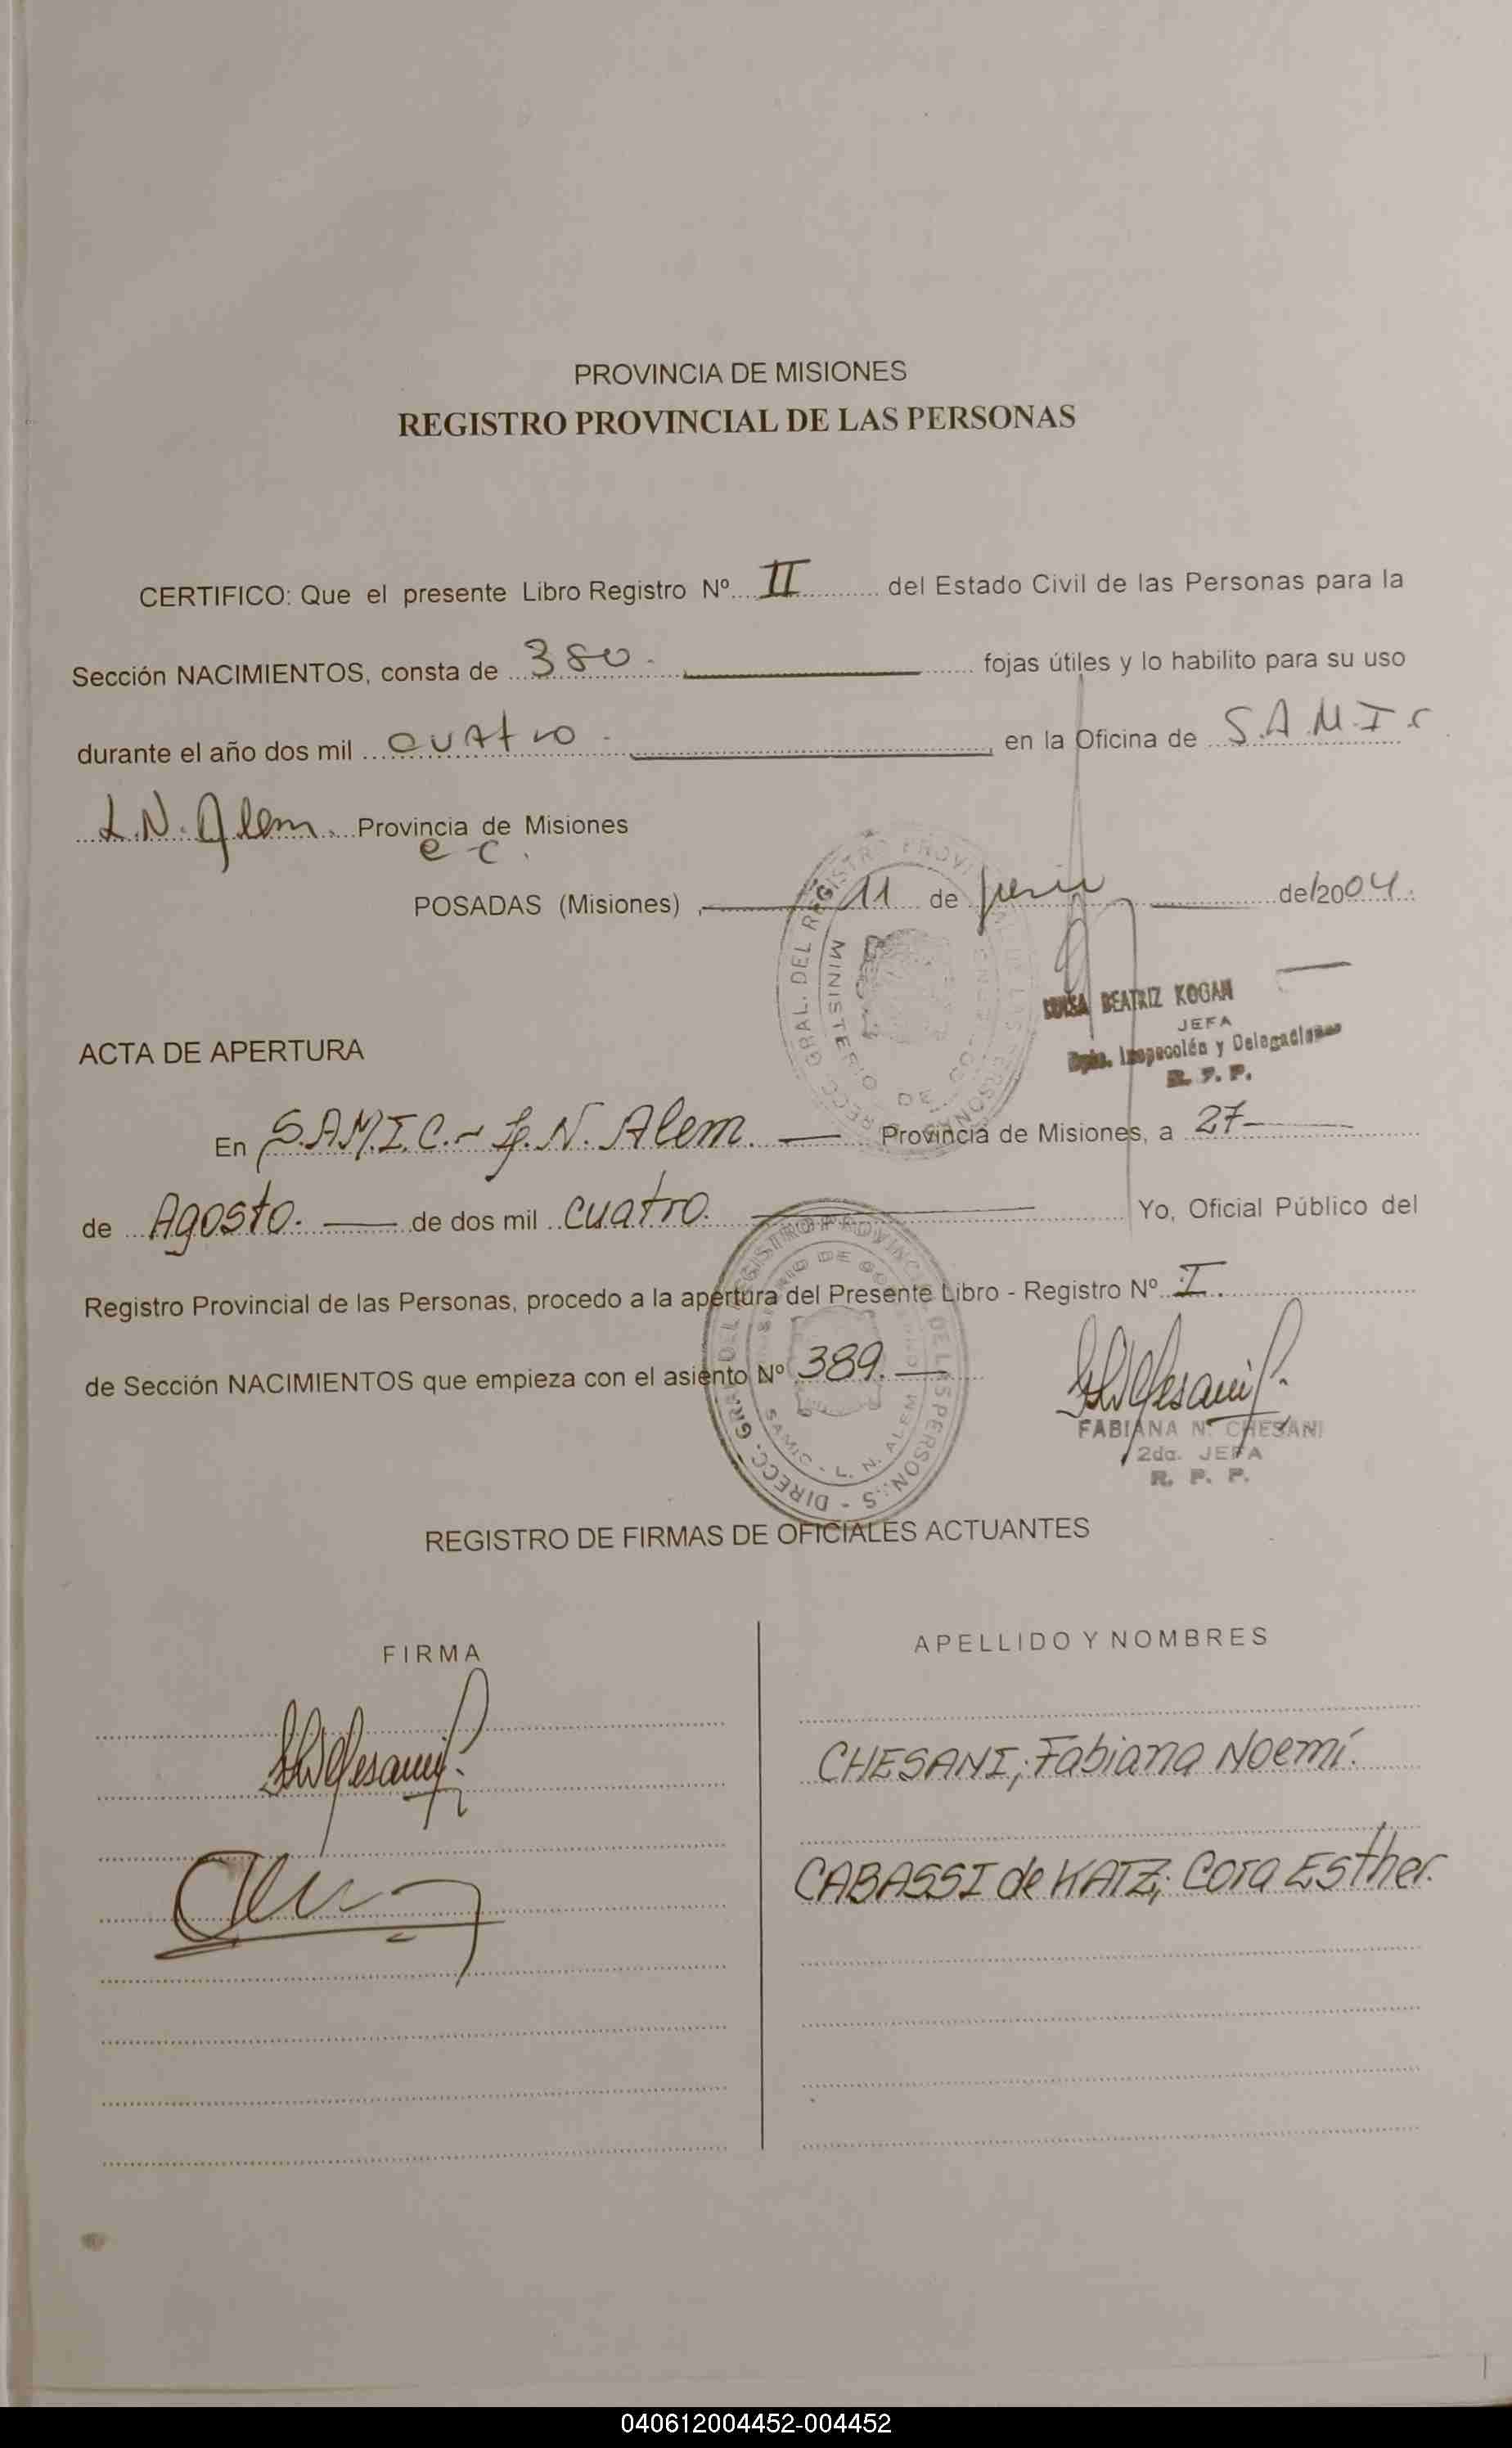 PROVINCIA DE MISIONES
REGISTRO PROVINCIAL DE LAS PERSONAS
CERTIFICO: Que el presente Libro Registro Nº II del Estado Civil de las Personas para la
Sección NACIMIENTOS, consta de 380.- fojas útiles y lo habilito para su uso
durante el año dos mil cuatro.- en la Oficina de S.A.M.I.C
L.N. Alem. Provincia de Misiones
e c.
POSADAS (Misiones), 11 de junio de/2004.
BEATRIZ KOGAN
JEFA
Dpto. Inspección y Delegaciones
R. P. P.
ACTA DE APERTURA
En S.A.M.I.C.- L.N. Alem. Provincia de Misiones, a 27-
de Agosto. de dos mil cuatro. Yo, Oficial Público del
Registro Provincial de las Personas, procedo a la apertura del Presente Libro - Registro Nº I.
de Sección NACIMIENTOS que empieza con el asiento Nº 389.
FABIANA N. CHESANI
2da. JEFA
R. P. P.
SAMIC - L. N. ALEM
REGISTRO DE FIRMAS DE OFICIALES ACTUANTES
FIRMA APELLIDO Y NOMBRES
CHESANI; Fabiana Noemí.
CABASSI de KATZ; Cora Esther.
040612004452-004452